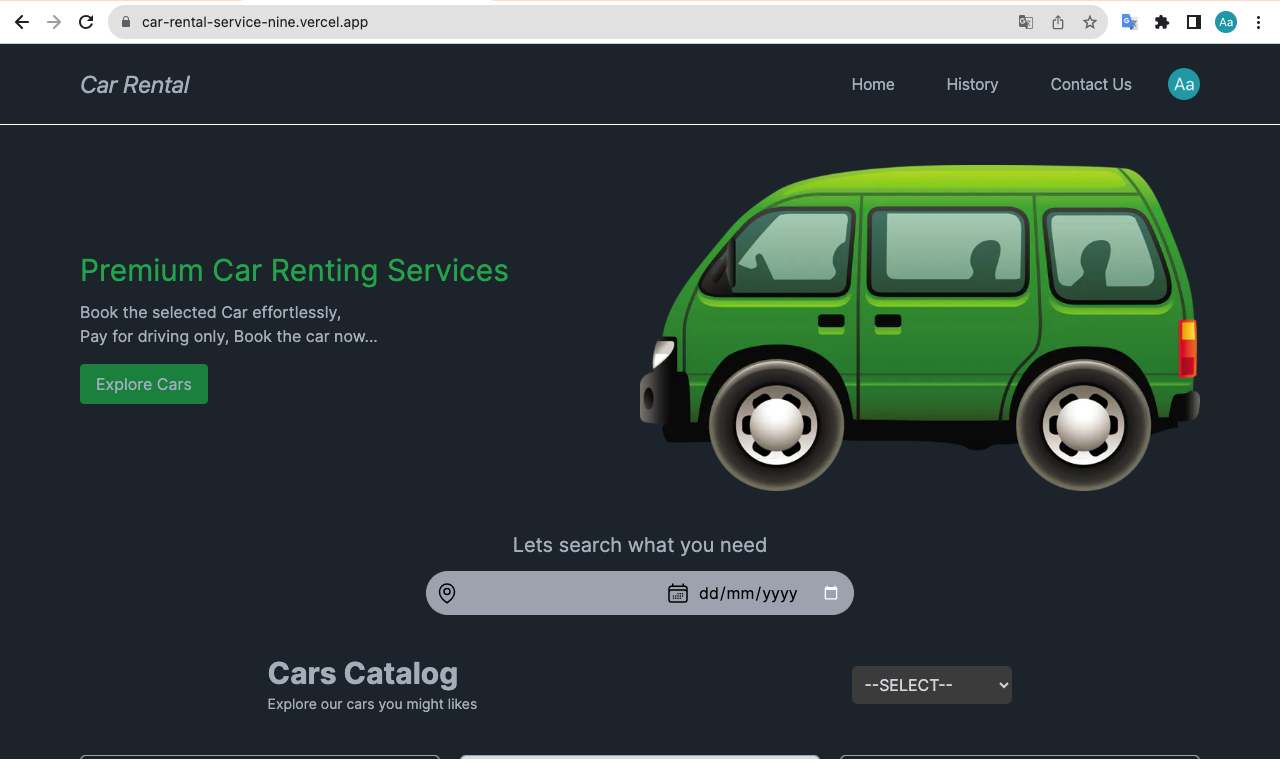 car-rental-service-nine.vercel.app
Aa
Car Rental
Home
History
Contact Us
Aa
Premium Car Renting Services
Book the selected Car effortlessly,
Pay for driving only, Book the car now...
Explore Cars
Lets search what you need
dd/mm/yyyy
Cars Catalog
Explore our cars you might likes
--SELECT--